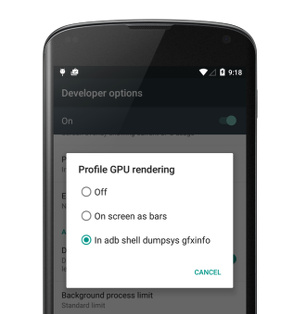 9:18
Developer options
On
Profile GPU rendering
Off
On screen as bars
In adb shell dumpsys gfxinfo
CANCEL
Background process limit
Standard limit